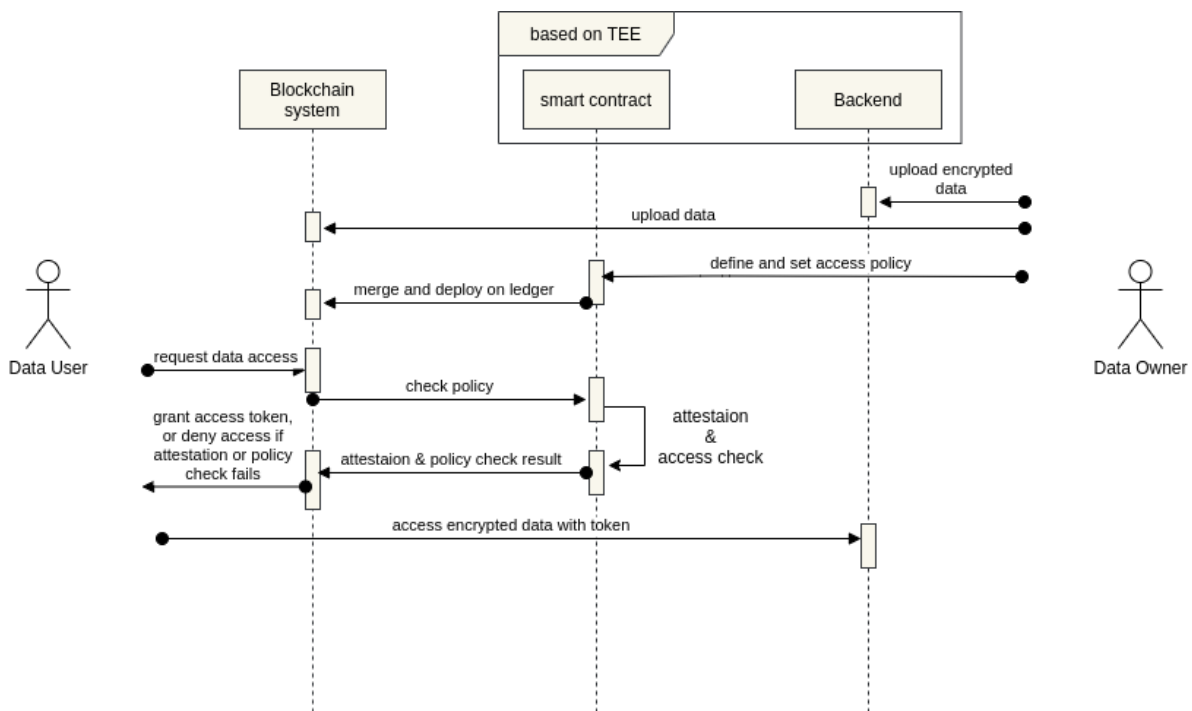 based on TEE
Blockchain
system
smart contract
Backend
upload encrypted
data
upload data
define and set access policy
merge and deploy on ledger
Data User
Data Owner
request data access
check policy
grant access token,
or deny access if
attestation or policy
check fails
attestaion
&
access check
attestaion & policy check result
access encrypted data with token